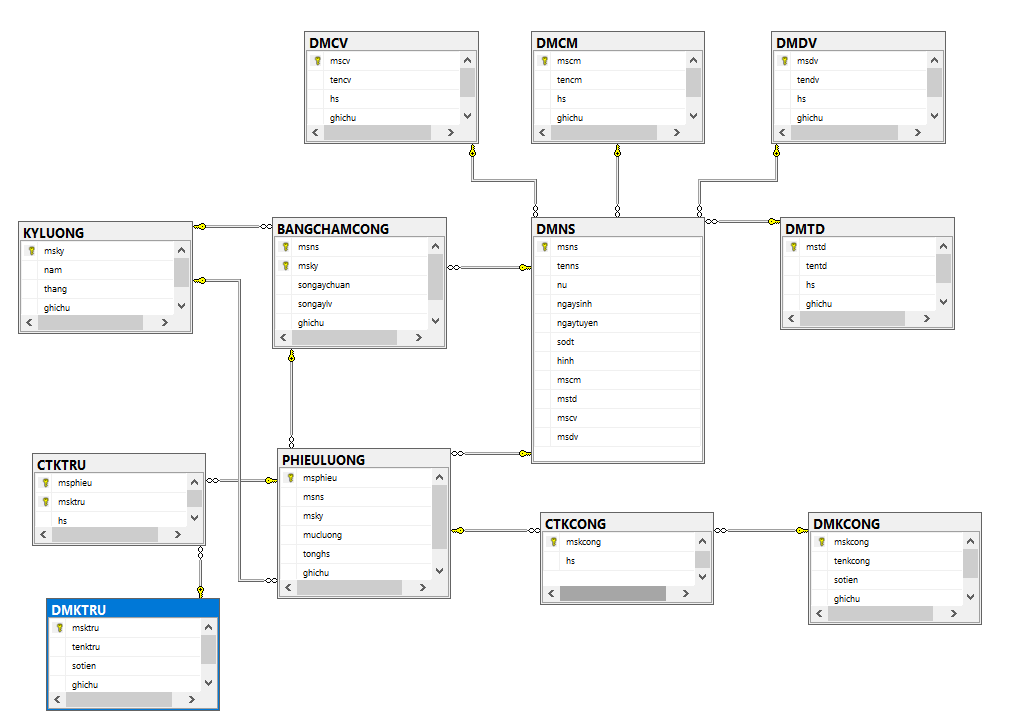 DMCV
mscv
tencv
hs
ghichu
DMCM
mscm
tencm
hs
ghichu
DMDV
msdv
tendv
hs
ghichu
KYLUONG
msky
nam
thang
ghichu
BANGCHAMCONG
msns
msky
songaychuan
songaylv
ghichu
DMNS
msns
tenns
nu
ngaysinh
ngaytuyen
sodt
hinh
mscm
mstd
mscv
msdv
DMTD
mstd
tentd
hs
ghichu
CTKTRU
msphieu
msktru
hs
PHIEULUONG
msphieu
msns
msky
mucluong
tonghs
ghichu
CTKCONG
mskcong
hs
DMKCONG
mskcong
tenkcong
sotien
ghichu
DMKTRU
msktru
tenktru
sotien
ghichu